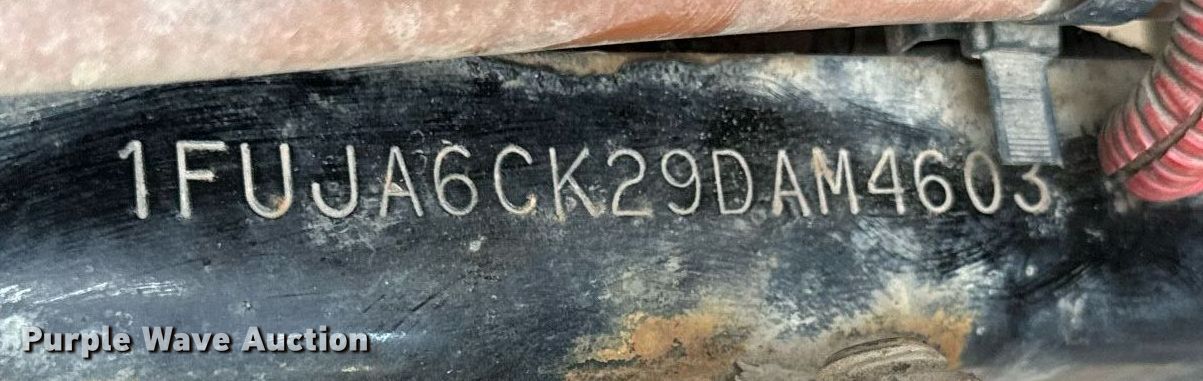 1FUJA6CK29DAM4603
Purple Wave Auction